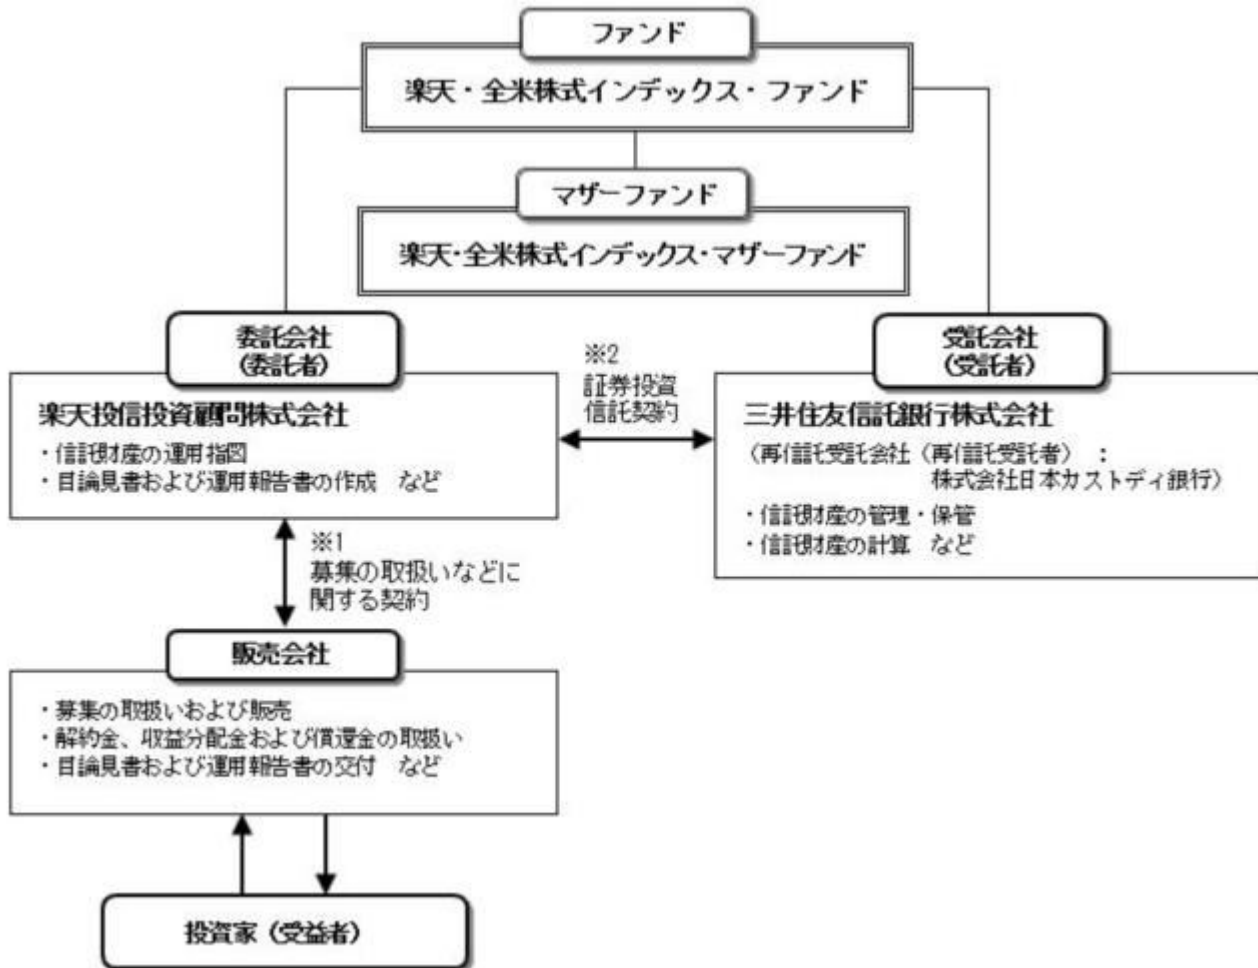 ファンド
楽天・全米株式インデックス・ファンド
マザーファンド
楽天・全米株式インデックス・マザーファンド
委託会社
(委託者)
楽天投信投資顧問株式会社
・信託財産の運用指図
・目論見書および運用報告書の作成　など
※2
証券投資
信託契約
受託会社
(受託者)
三井住友信託銀行株式会社
(再信託受託会社(再信託受託者)：
株式会社日本カストディ銀行)
・信託財産の管理・保管
・信託財産の計算　など
※1
募集の取扱いなどに
関する契約
販売会社
・募集の取扱いおよび販売
・解約金、収益分配金および償還金の取扱い
・目論見書および運用報告書の交付　など
投資家(受益者)